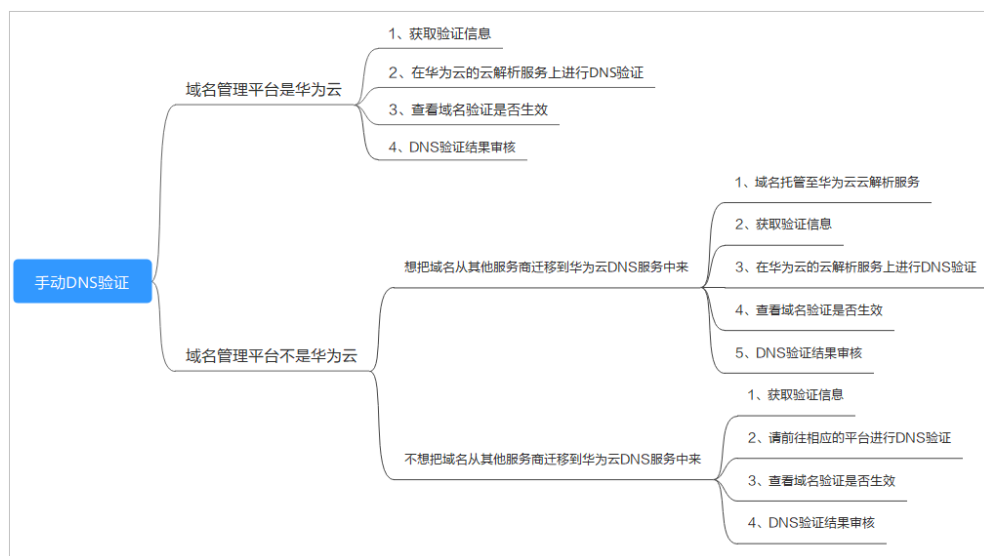 1、获取验证信息
域名管理平台是华为云
2、在华为云的云解析服务上进行DNS验证
3、查看域名验证是否生效
4、DNS验证结果审核
手动DNS验证
域名管理平台不是华为云
想把域名从其他服务商迁移到华为云DNS服务中来
1、域名托管至华为云云解析服务
2、获取验证信息
3、在华为云的云解析服务上进行DNS验证
4、查看域名验证是否生效
5、DNS验证结果审核
不想把域名从其他服务商迁移到华为云DNS服务中来
1、获取验证信息
2、请前往相应的平台进行DNS验证
3、查看域名验证是否生效
4、DNS验证结果审核